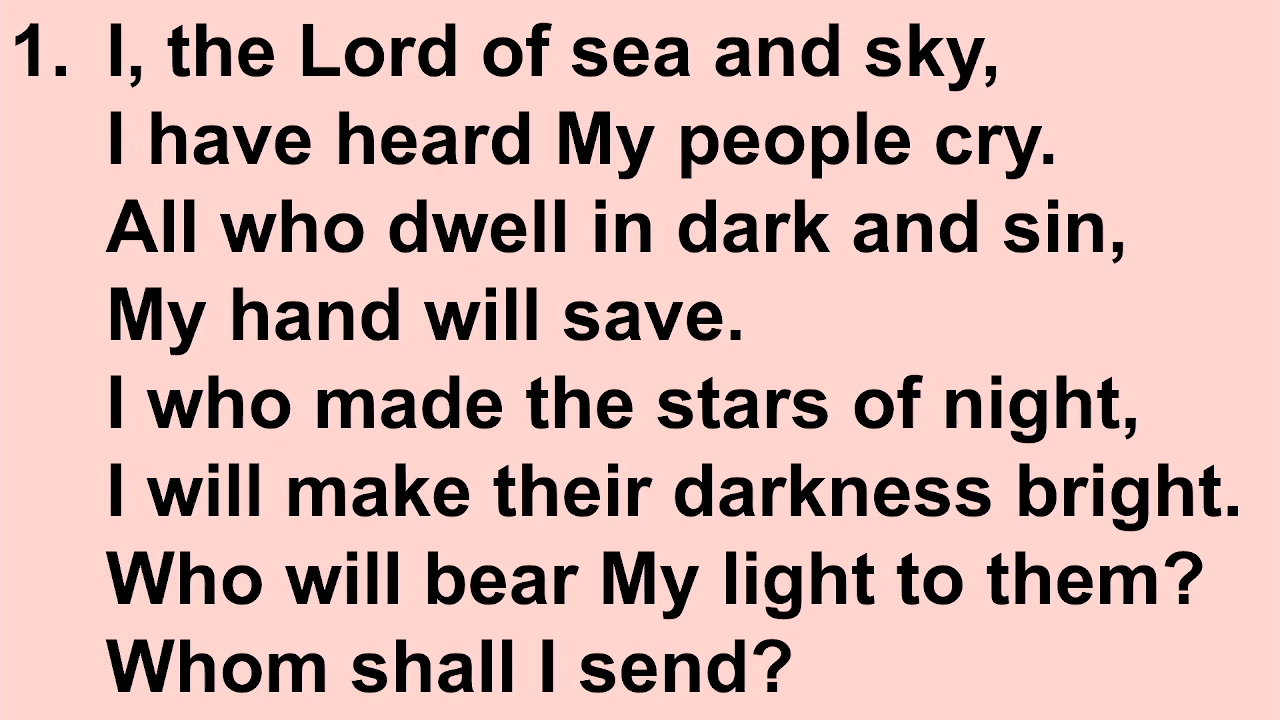 1. I, the Lord of sea and sky,
I have heard My people cry.
All who dwell in dark and sin,
My hand will save.
I who made the stars of night,
I will make their darkness bright.
Who will bear My light to them?
Whom shall I send?